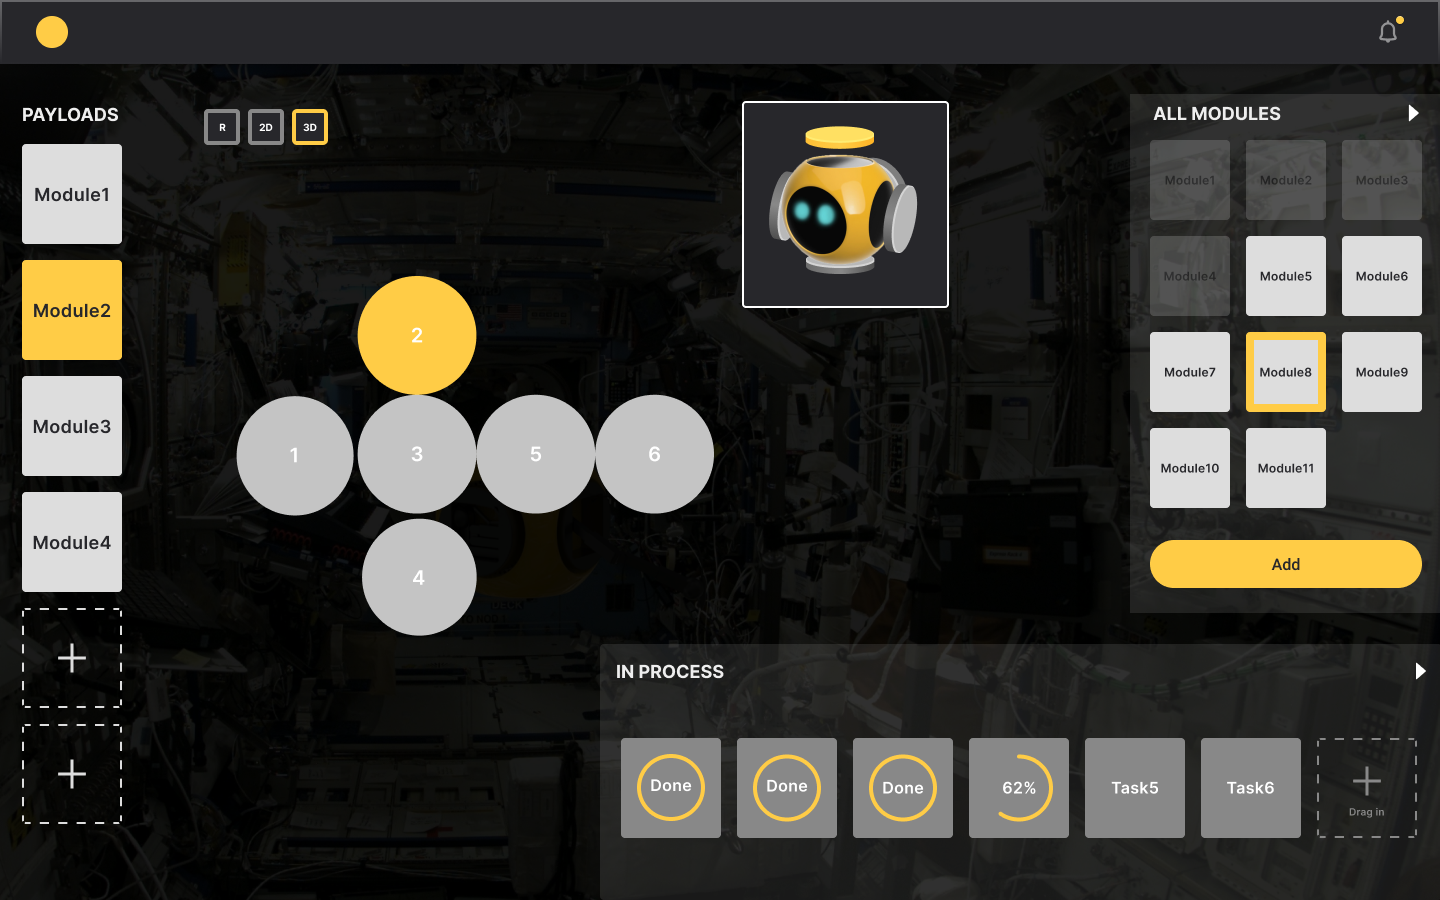 PAYLOADS
Module1
Module2
Module3
Module4
R
2D
3D
2
1
3
5
6
4
ALL MODULES
Module1
Module2
Module3
Module4
Module5
Module6
Module7
Module8
Module9
Module10
Module11
Add
IN PROCESS
Done
Done
Done
62%
Task5
Task6
Drag in